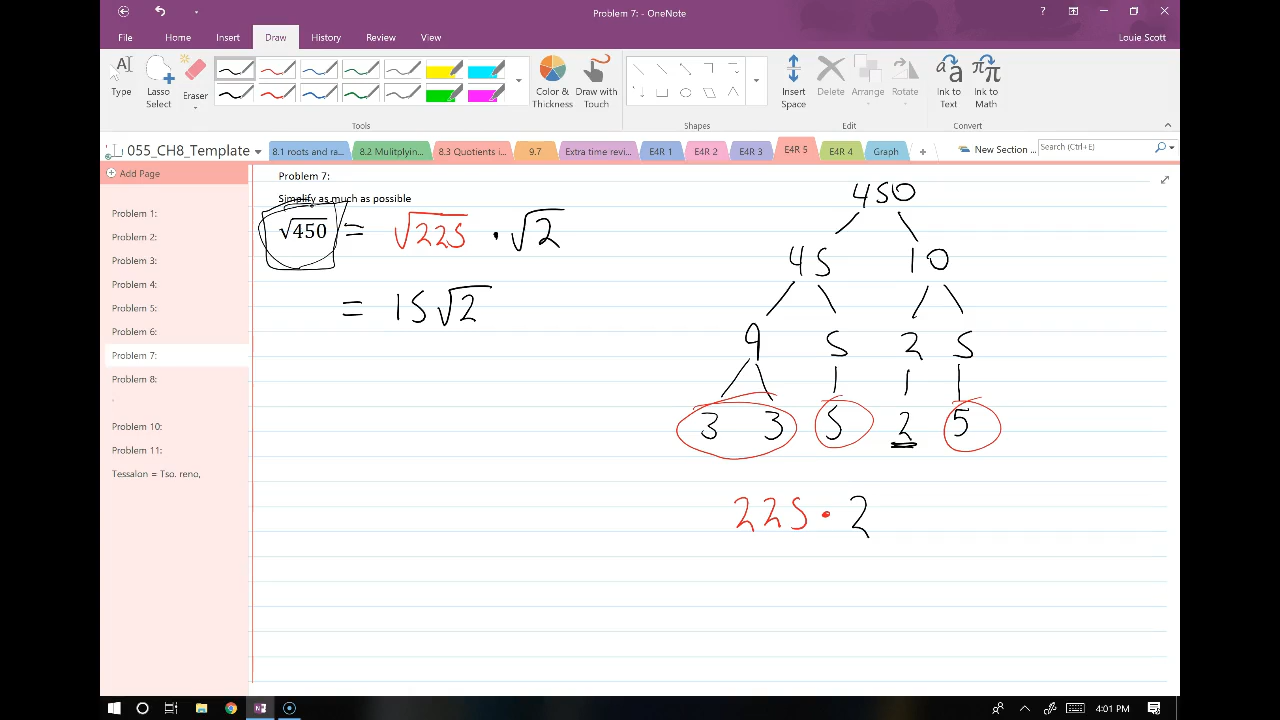 Problem 7: - OneNote
?
File Home Insert Draw History Review View
Louie Scott
Type
Lasso Select
Eraser
Color & Thickness
Draw with Touch
Insert Space
Delete
Arrange
Rotate
Ink to Text
Ink to Math
Tools
Shapes
Edit
Convert
055_CH8_Template
8.1 roots and ra...
8.2 Mulitplyin...
8.3 Quotients i...
9.7
Extra time revi...
E4R 1
E4R 2
E4R 3
E4R 5
E4R 4
Graph
+
New Section ...
Search (Ctrl+E)
Add Page
Problem 1:
Problem 2:
Problem 3:
Problem 4:
Problem 5:
Problem 6:
Problem 7:
Problem 8:
Problem 10:
Problem 11:
Tessalon = Tso. reno,
Problem 7:
Simplify as much as possible
√450 = √225 · √2
= 15√2
450
45 10
9 5 2 5
3 3 5 2 5
225 · 2
4:01 PM